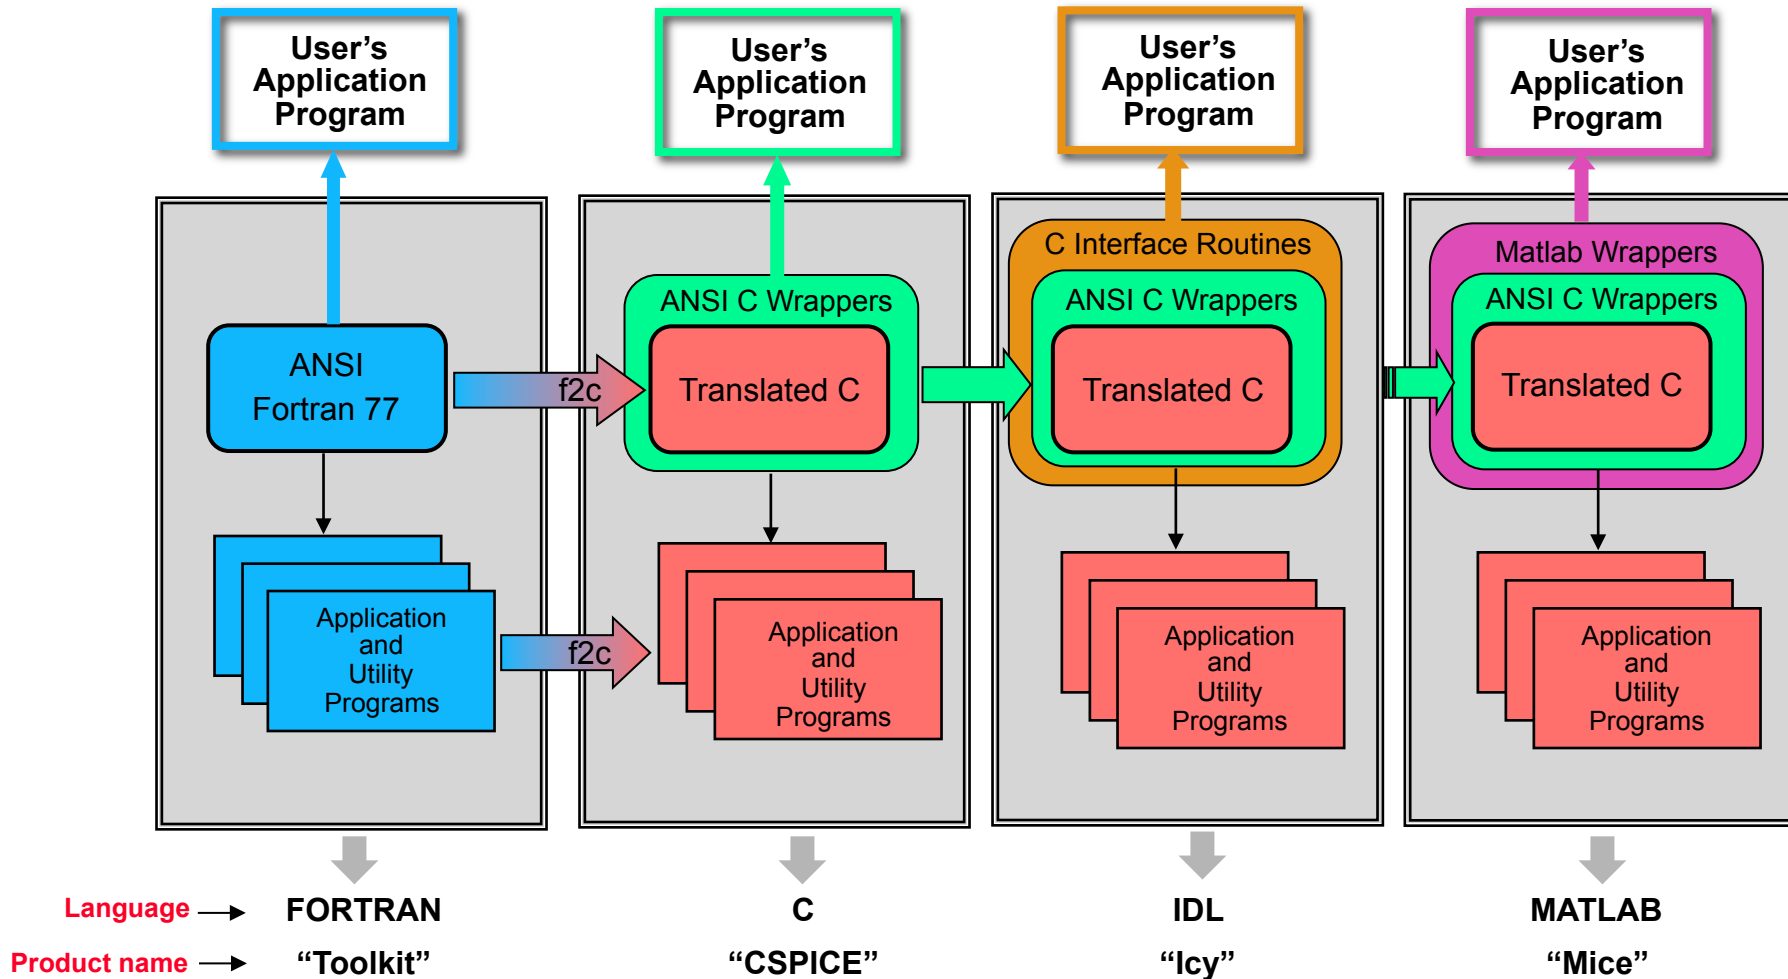 User’s
Application
Program
User’s
Application
Program
User’s
Application
Program
User’s
Application
Program
ANSI
Fortran 77
f2c
ANSI C Wrappers
Translated C
C Interface Routines
ANSI C Wrappers
Translated C
Matlab Wrappers
ANSI C Wrappers
Translated C
Application
and
Utility
Programs
f2c
Application
and
Utility
Programs
Application
and
Utility
Programs
Application
and
Utility
Programs
Language FORTRAN C IDL MATLAB
Product name “Toolkit” “CSPICE” “Icy” “Mice”